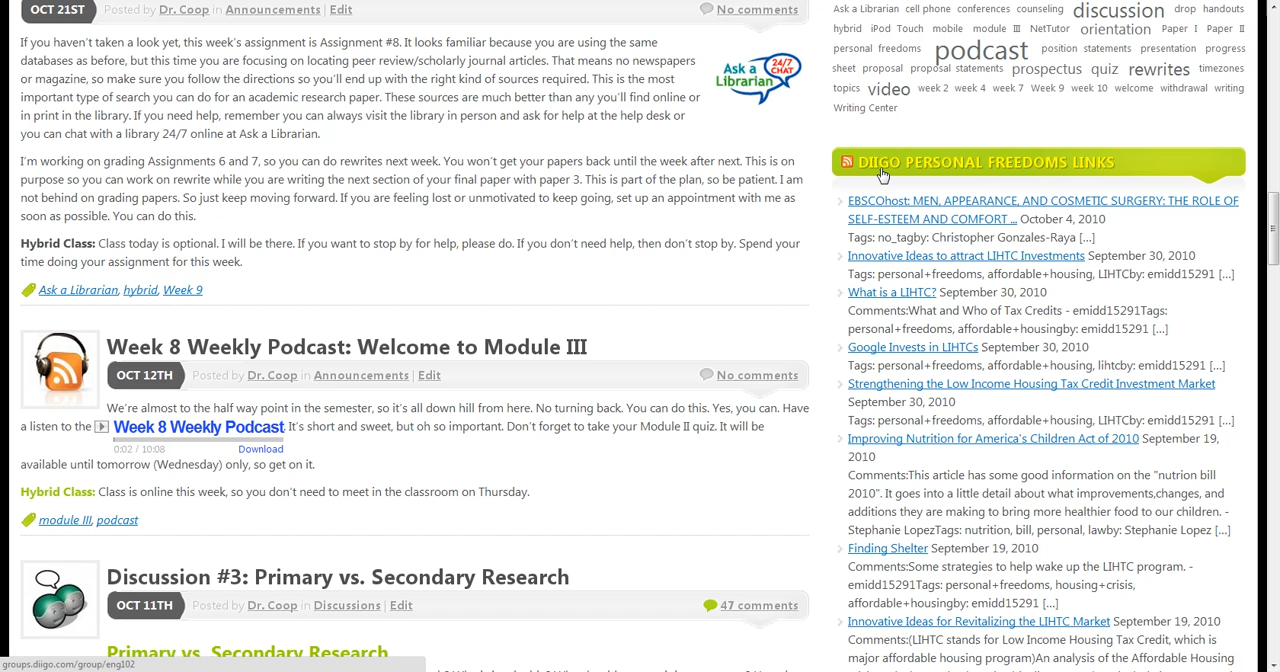 OCT 21ST Posted by Dr. Coop in Announcements | Edit No comments
If you haven't taken a look yet, this week's assignment is Assignment #8. It looks familiar because you are using the same
databases as before, but this time you are focusing on locating peer review/scholarly journal articles. That means no newspapers
or magazine, so make sure you follow the directions so you'll end up with the right kind of sources required. This is the most
important type of search you can do for an academic research paper. These sources are much better than any you'll find online or
in print in the library. If you need help, remember you can always visit the library in person and ask for help at the help desk or
you can chat with a library 24/7 online at Ask a Librarian.
Ask a
Librarian
24/7
CHAT
I'm working on grading Assignments 6 and 7, so you can do rewrites next week. You won't get your papers back until the week after next. This is on
purpose so you can work on rewrite while you are writing the next section of your final paper with paper 3. This is part of the plan, so be patient. I am
not behind on grading papers. So just keep moving forward. If you are feeling lost or unmotivated to keep going, set up an appointment with me as
soon as possible. You can do this.
Hybrid Class: Class today is optional. I will be there. If you want to stop by for help, please do. If you don't need help, then don't stop by. Spend your
time doing your assignment for this week.
Ask a Librarian, hybrid, Week 9
Week 8 Weekly Podcast: Welcome to Module III
OCT 12TH Posted by Dr. Coop in Announcements | Edit No comments
We're almost to the half way point in the semester, so it's all down hill from here. No turning back. You can do this. Yes, you can. Have
a listen to the Week 8 Weekly Podcast. It's short and sweet, but oh so important. Don't forget to take your Module II quiz. It will be
0:02 / 10:08 Download
available until tomorrow (Wednesday) only, so get on it.
Hybrid Class: Class is online this week, so you don't need to meet in the classroom on Thursday.
module III, podcast
Discussion #3: Primary vs. Secondary Research
OCT 11TH Posted by Dr. Coop in Discussions | Edit 47 comments
Primary vs. Secondary Research
groups.diigo.com/group/eng102
Ask a Librarian cell phone conferences counseling discussion drop handouts
hybrid iPod Touch mobile module III NetTutor orientation Paper I Paper II
personal freedoms podcast position statements presentation progress
sheet proposal proposal statements prospectus quiz rewrites timezones
topics video week 2 week 4 week 7 Week 9 week 10 welcome withdrawal writing
Writing Center
DIIGO PERSONAL FREEDOMS LINKS
EBSCOhost: MEN, APPEARANCE, AND COSMETIC SURGERY: THE ROLE OF
SELF-ESTEEM AND COMFORT ... October 4, 2010
Tags: no_tagby: Christopher Gonzales-Raya [...]
Innovative Ideas to attract LIHTC Investments September 30, 2010
Tags: personal+freedoms, affordable+housing, LIHTCby: emidd15291 [...]
What is a LIHTC? September 30, 2010
Comments:What and Who of Tax Credits - emidd15291Tags:
personal+freedoms, affordable+housingby: emidd15291 [...]
Google Invests in LIHTCs September 30, 2010
Tags: personal+freedoms, affordable+housing, lihtcby: emidd15291 [...]
Strengthening the Low Income Housing Tax Credit Investment Market
September 30, 2010
Tags: personal+freedoms, affordable+housing, LIHTCby: emidd15291 [...]
Improving Nutrition for America's Children Act of 2010 September 19,
2010
Comments:This article has some good information on the "nutrion bill
2010". It goes into a little detail about what improvements,changes, and
additions they are making to bring more healthier food to our children. -
Stephanie LopezTags: nutrition, bill, personal, lawby: Stephanie Lopez [...]
Finding Shelter September 19, 2010
Comments:Some strategies to help wake up the LIHTC program. -
emidd15291Tags: personal+freedoms, housing+crisis,
affordable+housingby: emidd15291 [...]
Innovative Ideas for Revitalizing the LIHTC Market September 19, 2010
Comments:(LIHTC stands for Low Income Housing Tax Credit, which is
major affordable housing program)An analysis of the Affordable Housing